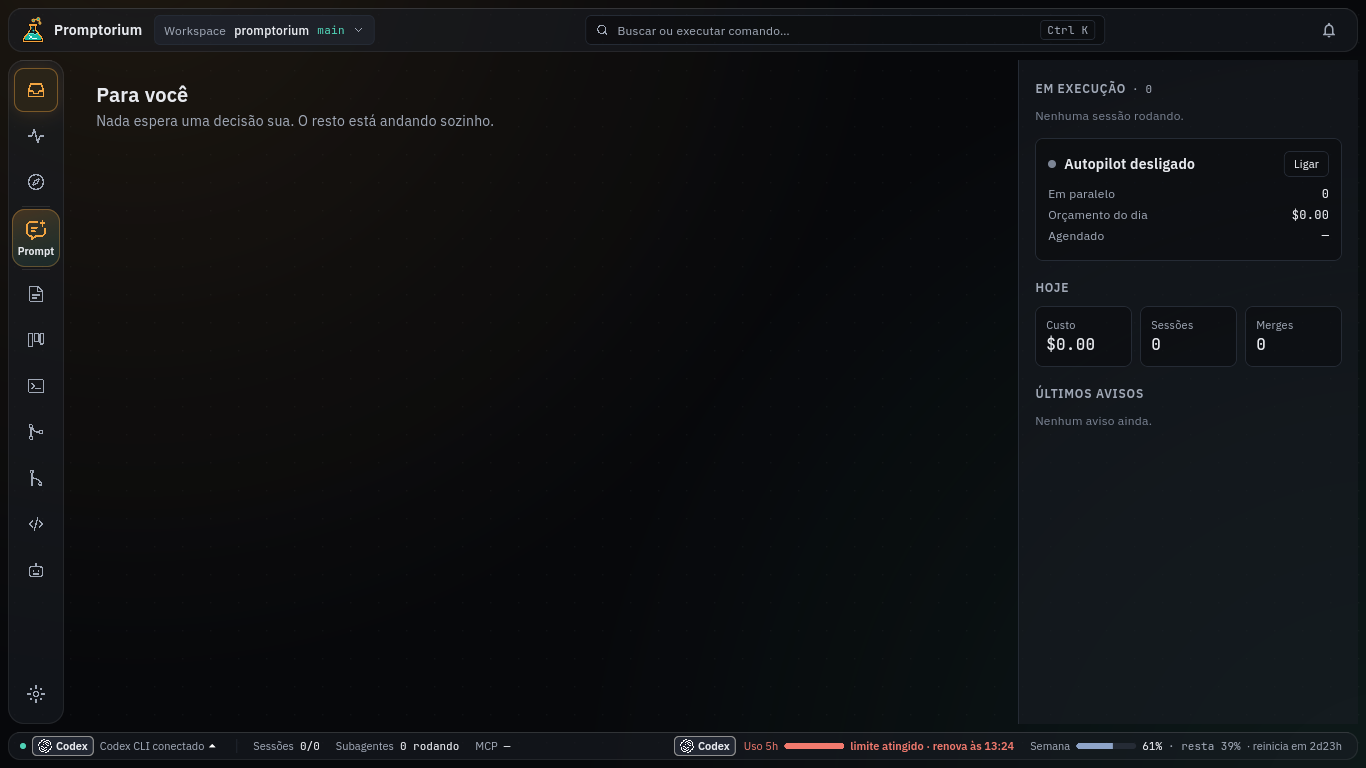 Promptorium
Workspace promptorium main
Buscar ou executar comando...
Ctrl K
Para você
Nada espera uma decisão sua. O resto está andando sozinho.
Prompt
EM EXECUÇÃO · 0
Nenhuma sessão rodando.
Autopilot desligado
Ligar
Em paralelo 0
Orçamento do dia $0.00
Agendado —
HOJE
Custo
$0.00
Sessões
0
Merges
0
ÚLTIMOS AVISOS
Nenhum aviso ainda.
Codex Codex CLI conectado Sessões 0/0 Subagentes 0 rodando MCP — Codex Uso 5h limite atingido · renova às 13:24 Semana 61% · resta 39% · reinicia em 2d23h